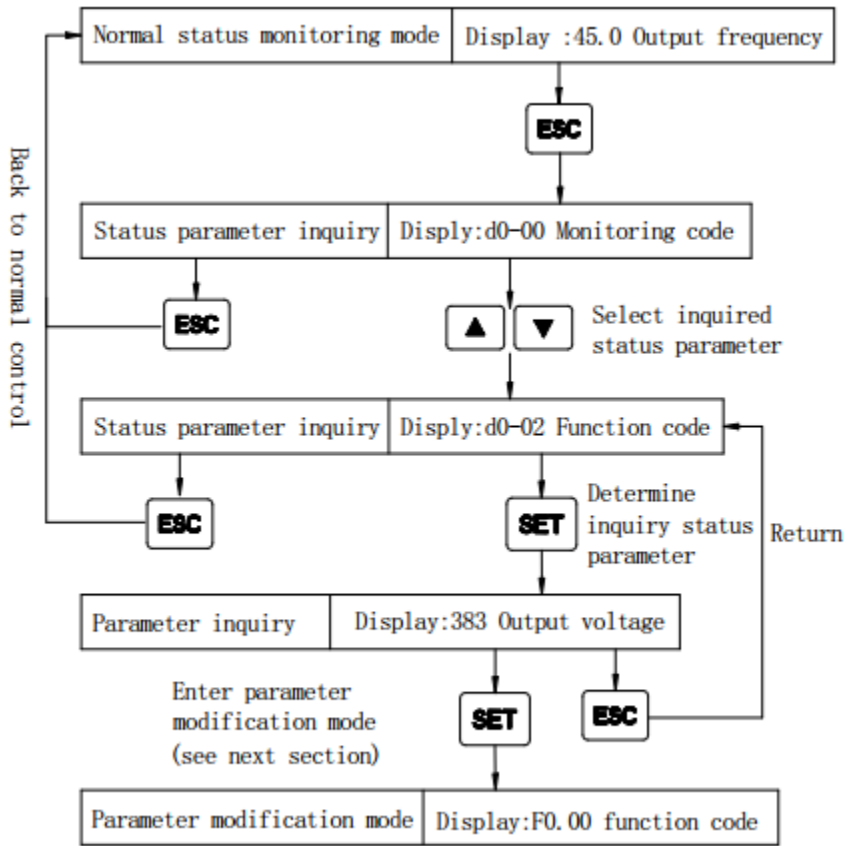 Normal status monitoring mode
Display :45.0 Output frequency
ESC
Back to normal control
Status parameter inquiry
Disply:d0-00 Monitoring code
ESC
▲ ▼
Select inquired
status parameter
Status parameter inquiry
Disply:d0-02 Function code
ESC
SET
Determine
inquiry status
parameter
Return
Parameter inquiry
Display:383 Output voltage
Enter parameter
modification mode
(see next section)
SET
ESC
Parameter modification mode
Display:F0.00 function code